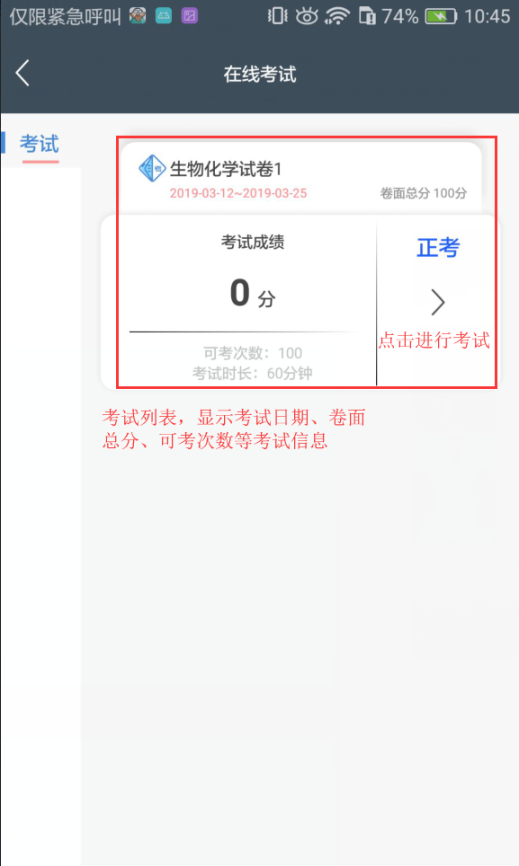 仅限紧急呼叫 74% 10:45
在线考试
考试
生物化学试卷1
2019-03-12~2019-03-25 卷面总分 100分
考试成绩
正考
0 分
点击进行考试
可考次数：100
考试时长：60分钟
考试列表，显示考试日期、卷面
总分、可考次数等考试信息